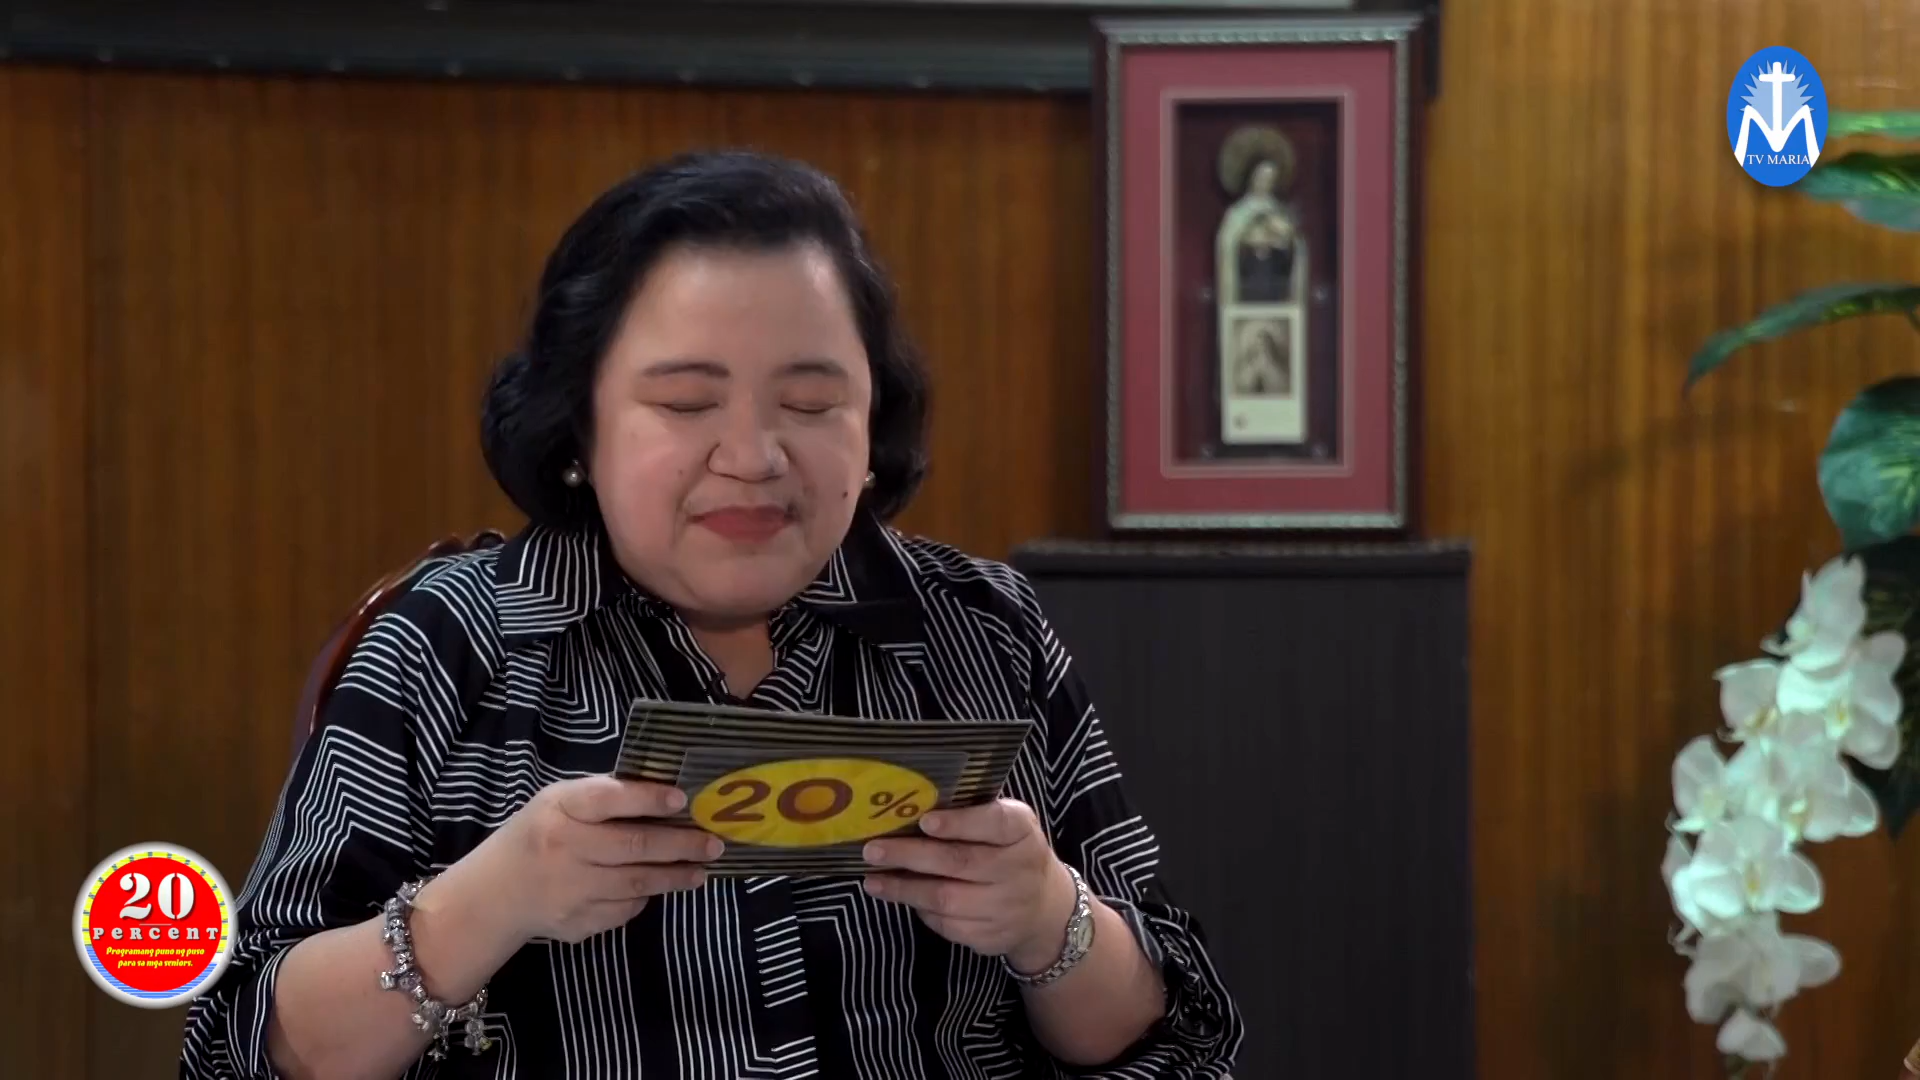 TV MARIA
20 %
20
PERCENT
Programang puno ng puso
para sa mga seniors.